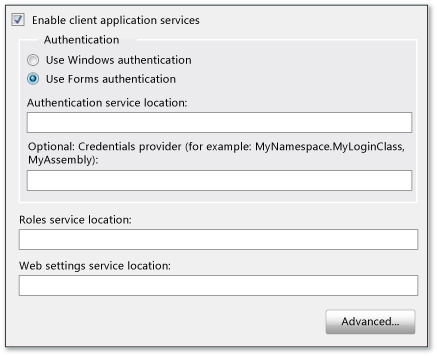 Enable client application services
Authentication
Use Windows authentication
Use Forms authentication
Authentication service location:
Optional: Credentials provider (for example: MyNamespace.MyLoginClass,
MyAssembly):
Roles service location:
Web settings service location:
Advanced...